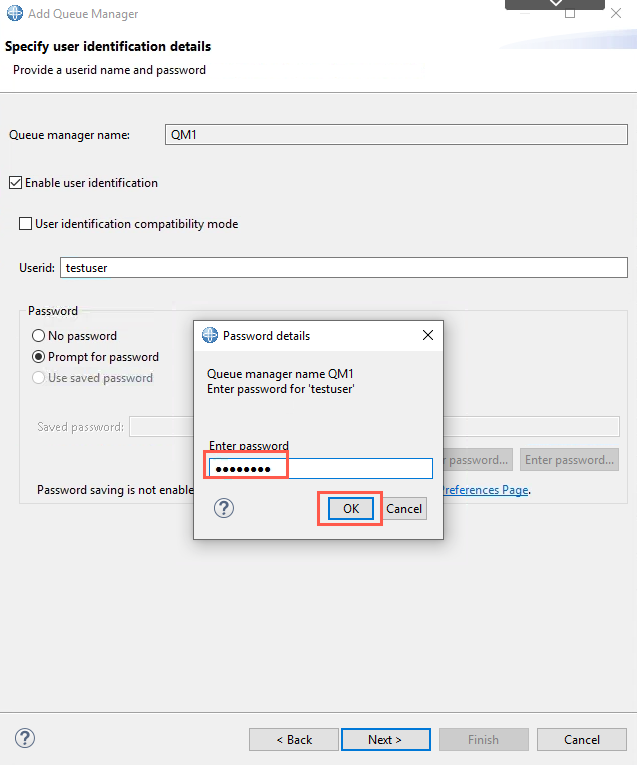 Add Queue Manager
Specify user identification details
Provide a userid name and password
Queue manager name: QM1
Enable user identification
User identification compatibility mode
Userid: testuser
Password
No password
Prompt for password
Use saved password
Saved password:
password... Enter password...
Password saving is not enable
references Page.
Password details
Queue manager name QM1
Enter password for 'testuser'
Enter password
●●●●●●●●
? OK Cancel
? < Back Next > Finish Cancel